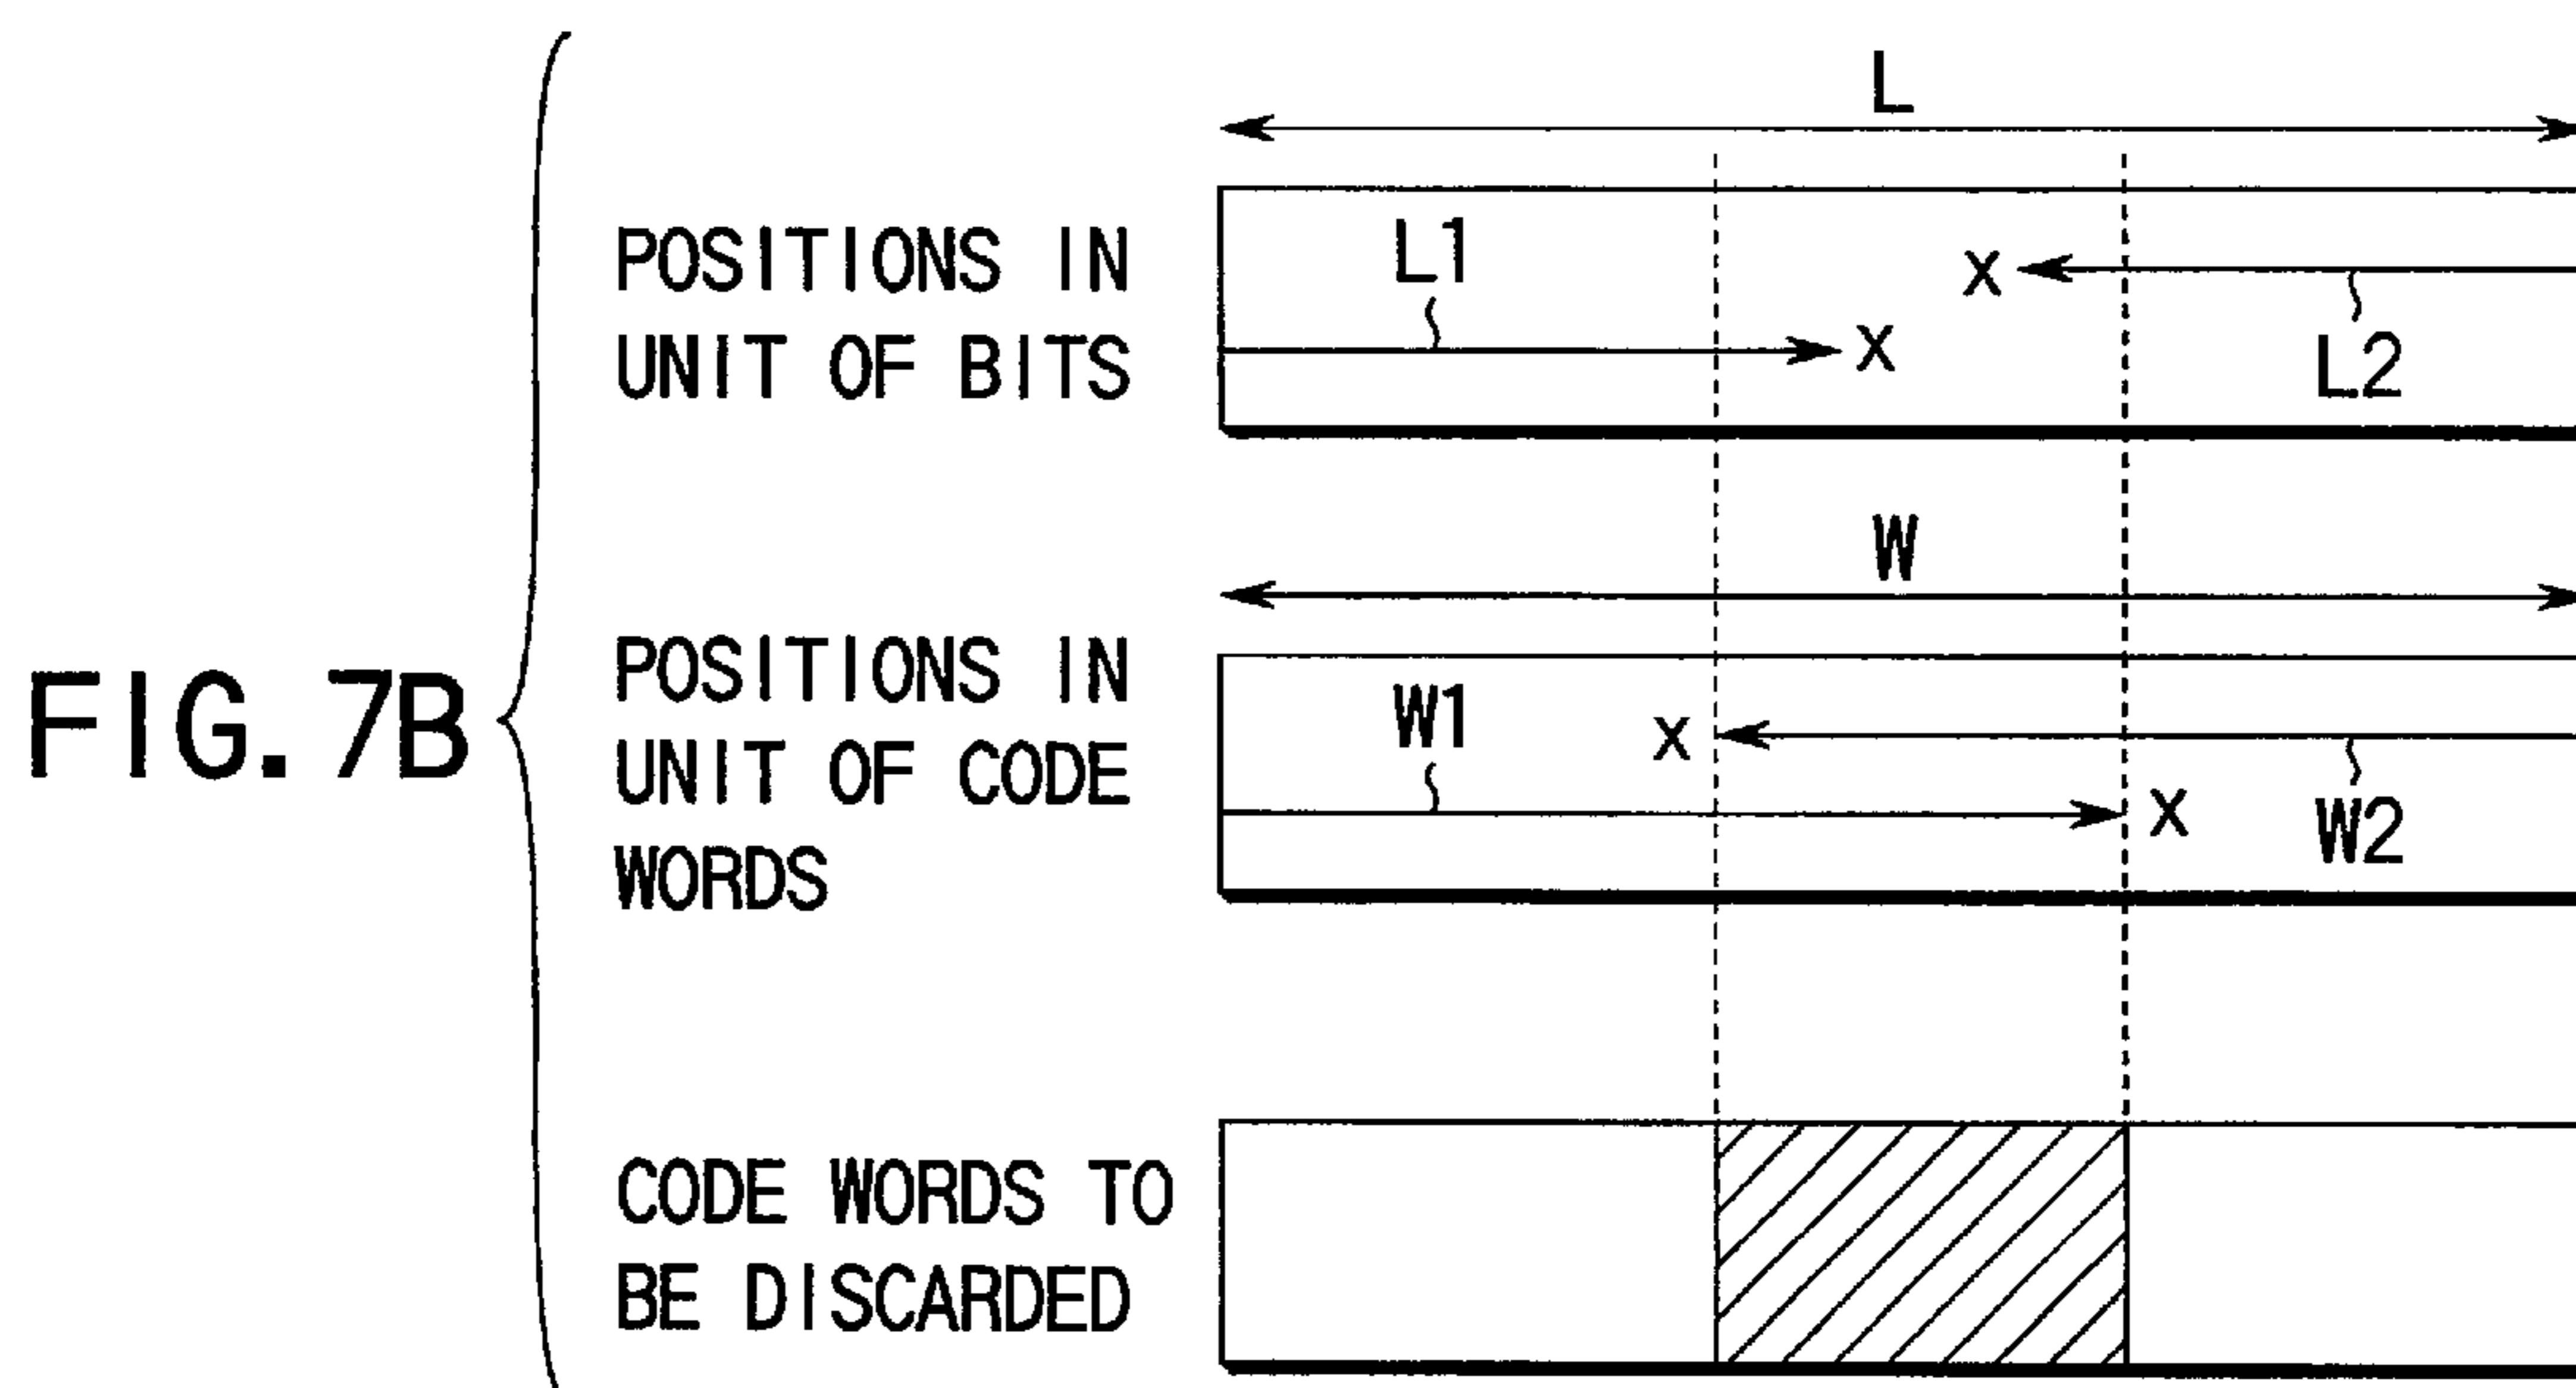 L
POSITIONS IN
UNIT OF BITS
L1
X
X
L2
W
FIG. 7B
POSITIONS IN
UNIT OF CODE
WORDS
W1
X
X
W2
CODE WORDS TO
BE DISCARDED